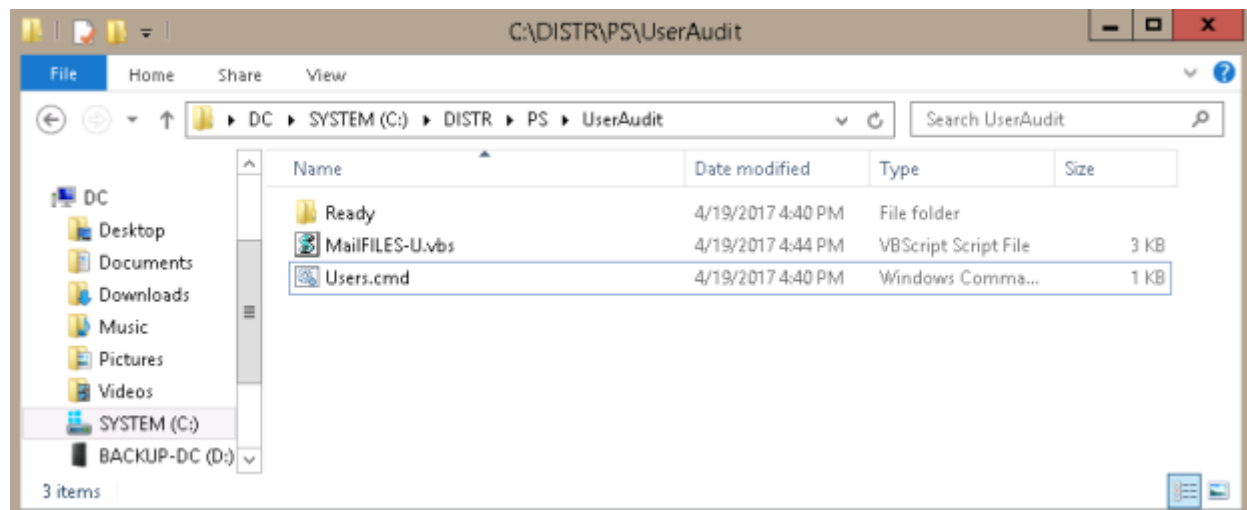 C:\DISTR\PS\UserAudit
File Home Share View
DC SYSTEM (C:) DISTR PS UserAudit Search UserAudit
Name Date modified Type Size
DC
Desktop
Documents
Downloads
Music
Pictures
Videos
SYSTEM (C:)
BACKUP-DC (D:)
Ready 4/19/2017 4:40 PM File folder
MailFILES-U.vbs 4/19/2017 4:44 PM VBScript Script File 3 KB
Users.cmd 4/19/2017 4:40 PM Windows Comma... 1 KB
3 items